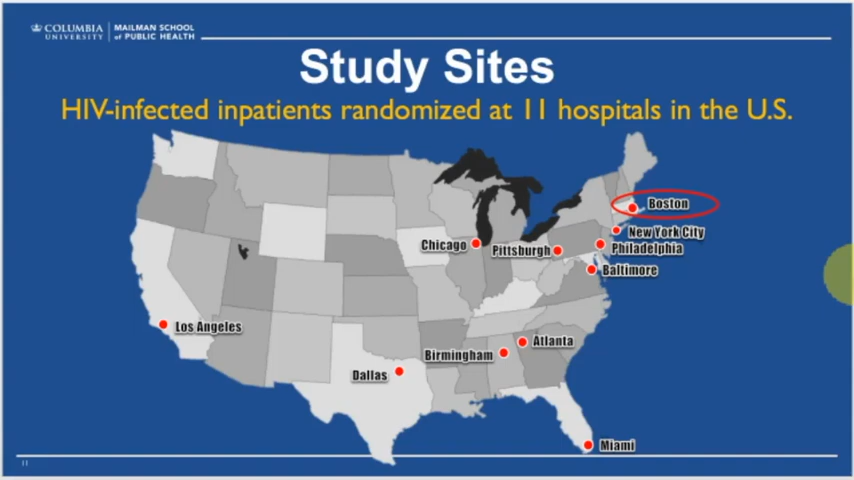 COLUMBIA
UNIVERSITY
MAILMAN SCHOOL
of PUBLIC HEALTH
Study Sites
HIV-infected inpatients randomized at 11 hospitals in the U.S.
Boston
New York City
Chicago
Pittsburgh
Philadelphia
Baltimore
Los Angeles
Atlanta
Birmingham
Dallas
Miami
11